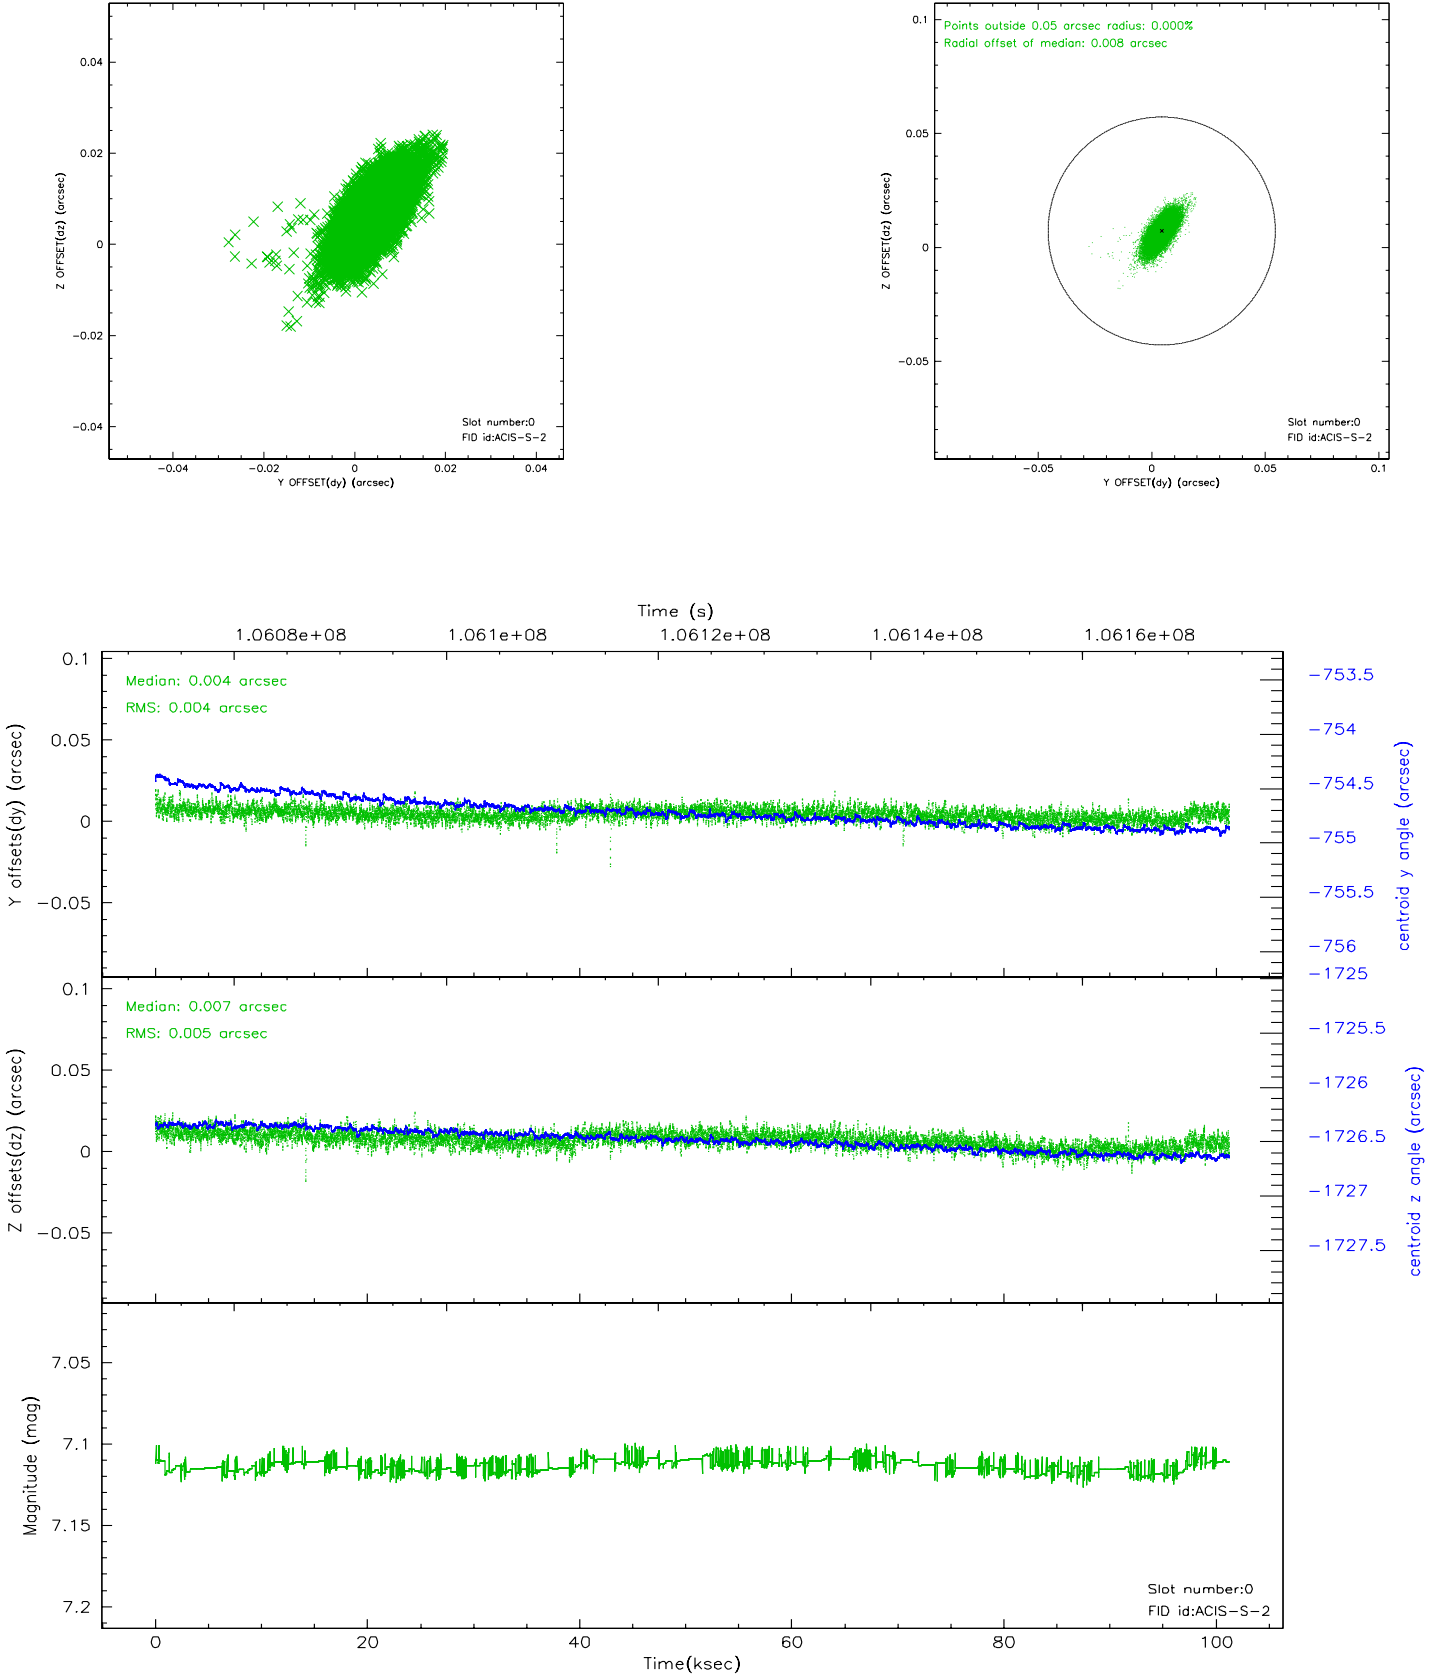 0.04
0.02
0
−0.02
−0.04
Z OFFSET(dz) (arcsec)
Slot number:0
FID id:ACIS−S−2
−0.04 −0.02 0 0.02 0.04
Y OFFSET(dy) (arcsec)
0.1
0.05
0
−0.05
Z OFFSET(dz) (arcsec)
Points outside 0.05 arcsec radius: 0.000%
Radial offset of median: 0.008 arcsec
Slot number:0
FID id:ACIS−S−2
−0.05 0 0.05 0.1
Y OFFSET(dy) (arcsec)
Time (s)
1.0608e+08 1.061e+08 1.0612e+08 1.0614e+08 1.0616e+08
0.1
0.05
0
−0.05
Y offsets(dy) (arcsec)
Median: 0.004 arcsec
RMS: 0.004 arcsec
−753.5
−754
−754.5
−755
−755.5
−756
centroid y angle (arcsec)
0.1
0.05
0
−0.05
Z offsets(dz) (arcsec)
Median: 0.007 arcsec
RMS: 0.005 arcsec
−1725
−1725.5
−1726
−1726.5
−1727
−1727.5
centroid z angle (arcsec)
7.05
7.1
7.15
7.2
Magnitude (mag)
Slot number:0
FID id:ACIS−S−2
0 20 40 60 80 100
Time(ksec)